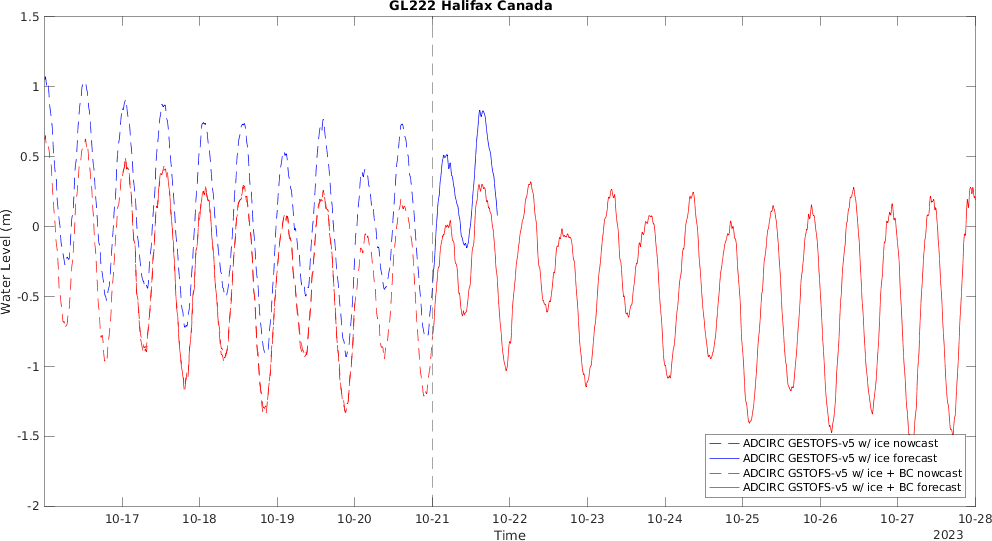 GL222 Halifax Canada
1.5
1
0.5
0
-0.5
-1
-1.5
-2
Water Level (m)
ADCIRC GESTOFS-v5 w/ ice nowcast
ADCIRC GESTOFS-v5 w/ ice forecast
ADCIRC GSTOFS-v5 w/ ice + BC nowcast
ADCIRC GSTOFS-v5 w/ ice + BC forecast
10-17 10-18 10-19 10-20 10-21 10-22 10-23 10-24 10-25 10-26 10-27 10-28
Time
2023